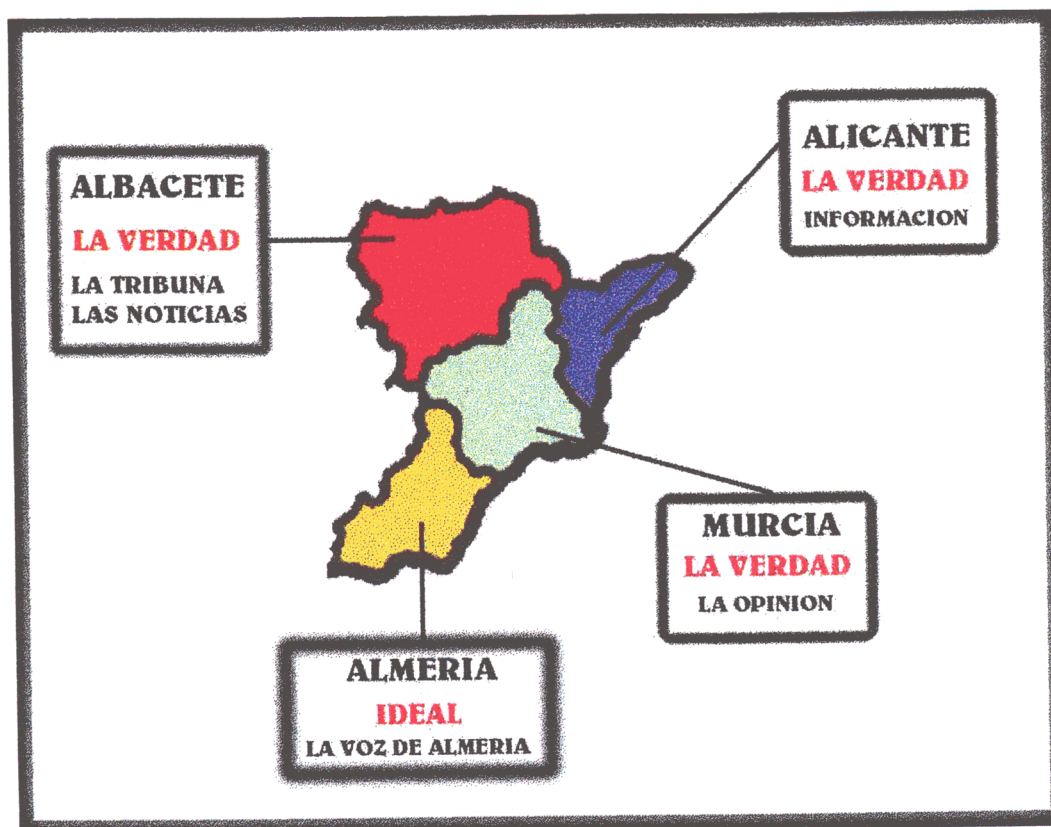 ALBACETE
LA VERDAD
LA TRIBUNA
LAS NOTICIAS
ALICANTE
LA VERDAD
INFORMACION
MURCIA
LA VERDAD
LA OPINION
ALMERIA
IDEAL
LA VOZ DE ALMERIA